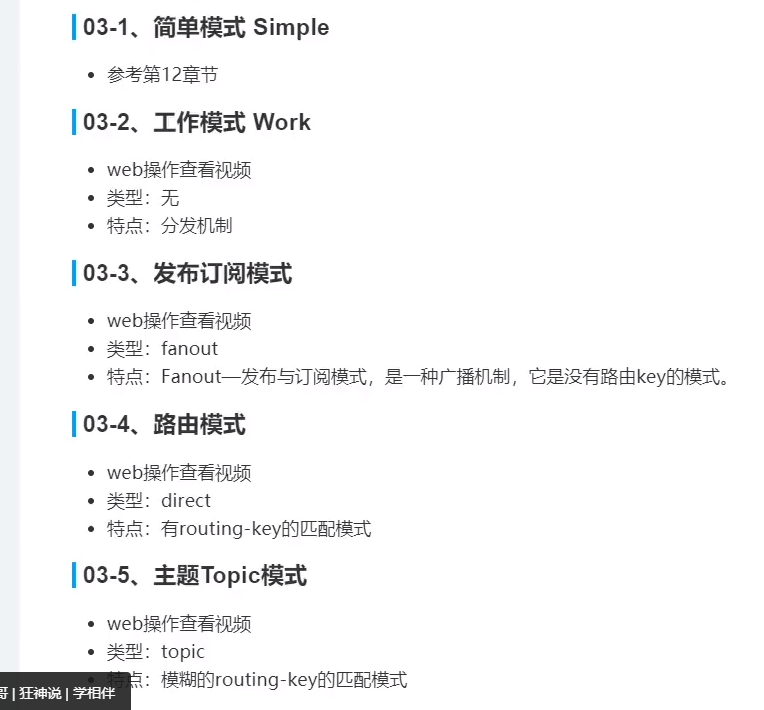 03-1、简单模式 Simple
参考第12章节
03-2、工作模式 Work
web操作查看视频
类型：无
特点：分发机制
03-3、发布订阅模式
web操作查看视频
类型：fanout
特点：Fanout—发布与订阅模式，是一种广播机制，它是没有路由key的模式。
03-4、路由模式
web操作查看视频
类型：direct
特点：有routing-key的匹配模式
03-5、主题Topic模式
web操作查看视频
类型：topic
特点：模糊的routing-key的匹配模式
哥 | 狂神说 | 学相伴